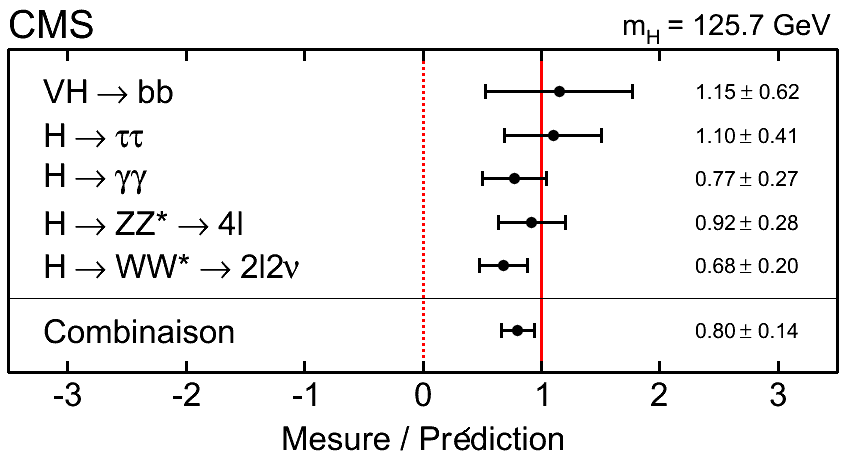 CMS
m_H = 125.7 GeV
VH → bb 1.15 ± 0.62
H → ττ 1.10 ± 0.41
H → γγ 0.77 ± 0.27
H → ZZ* → 4l 0.92 ± 0.28
H → WW* → 2l2ν 0.68 ± 0.20
Combinaison 0.80 ± 0.14
-3 -2 -1 0 1 2 3
Mesure / Prédiction